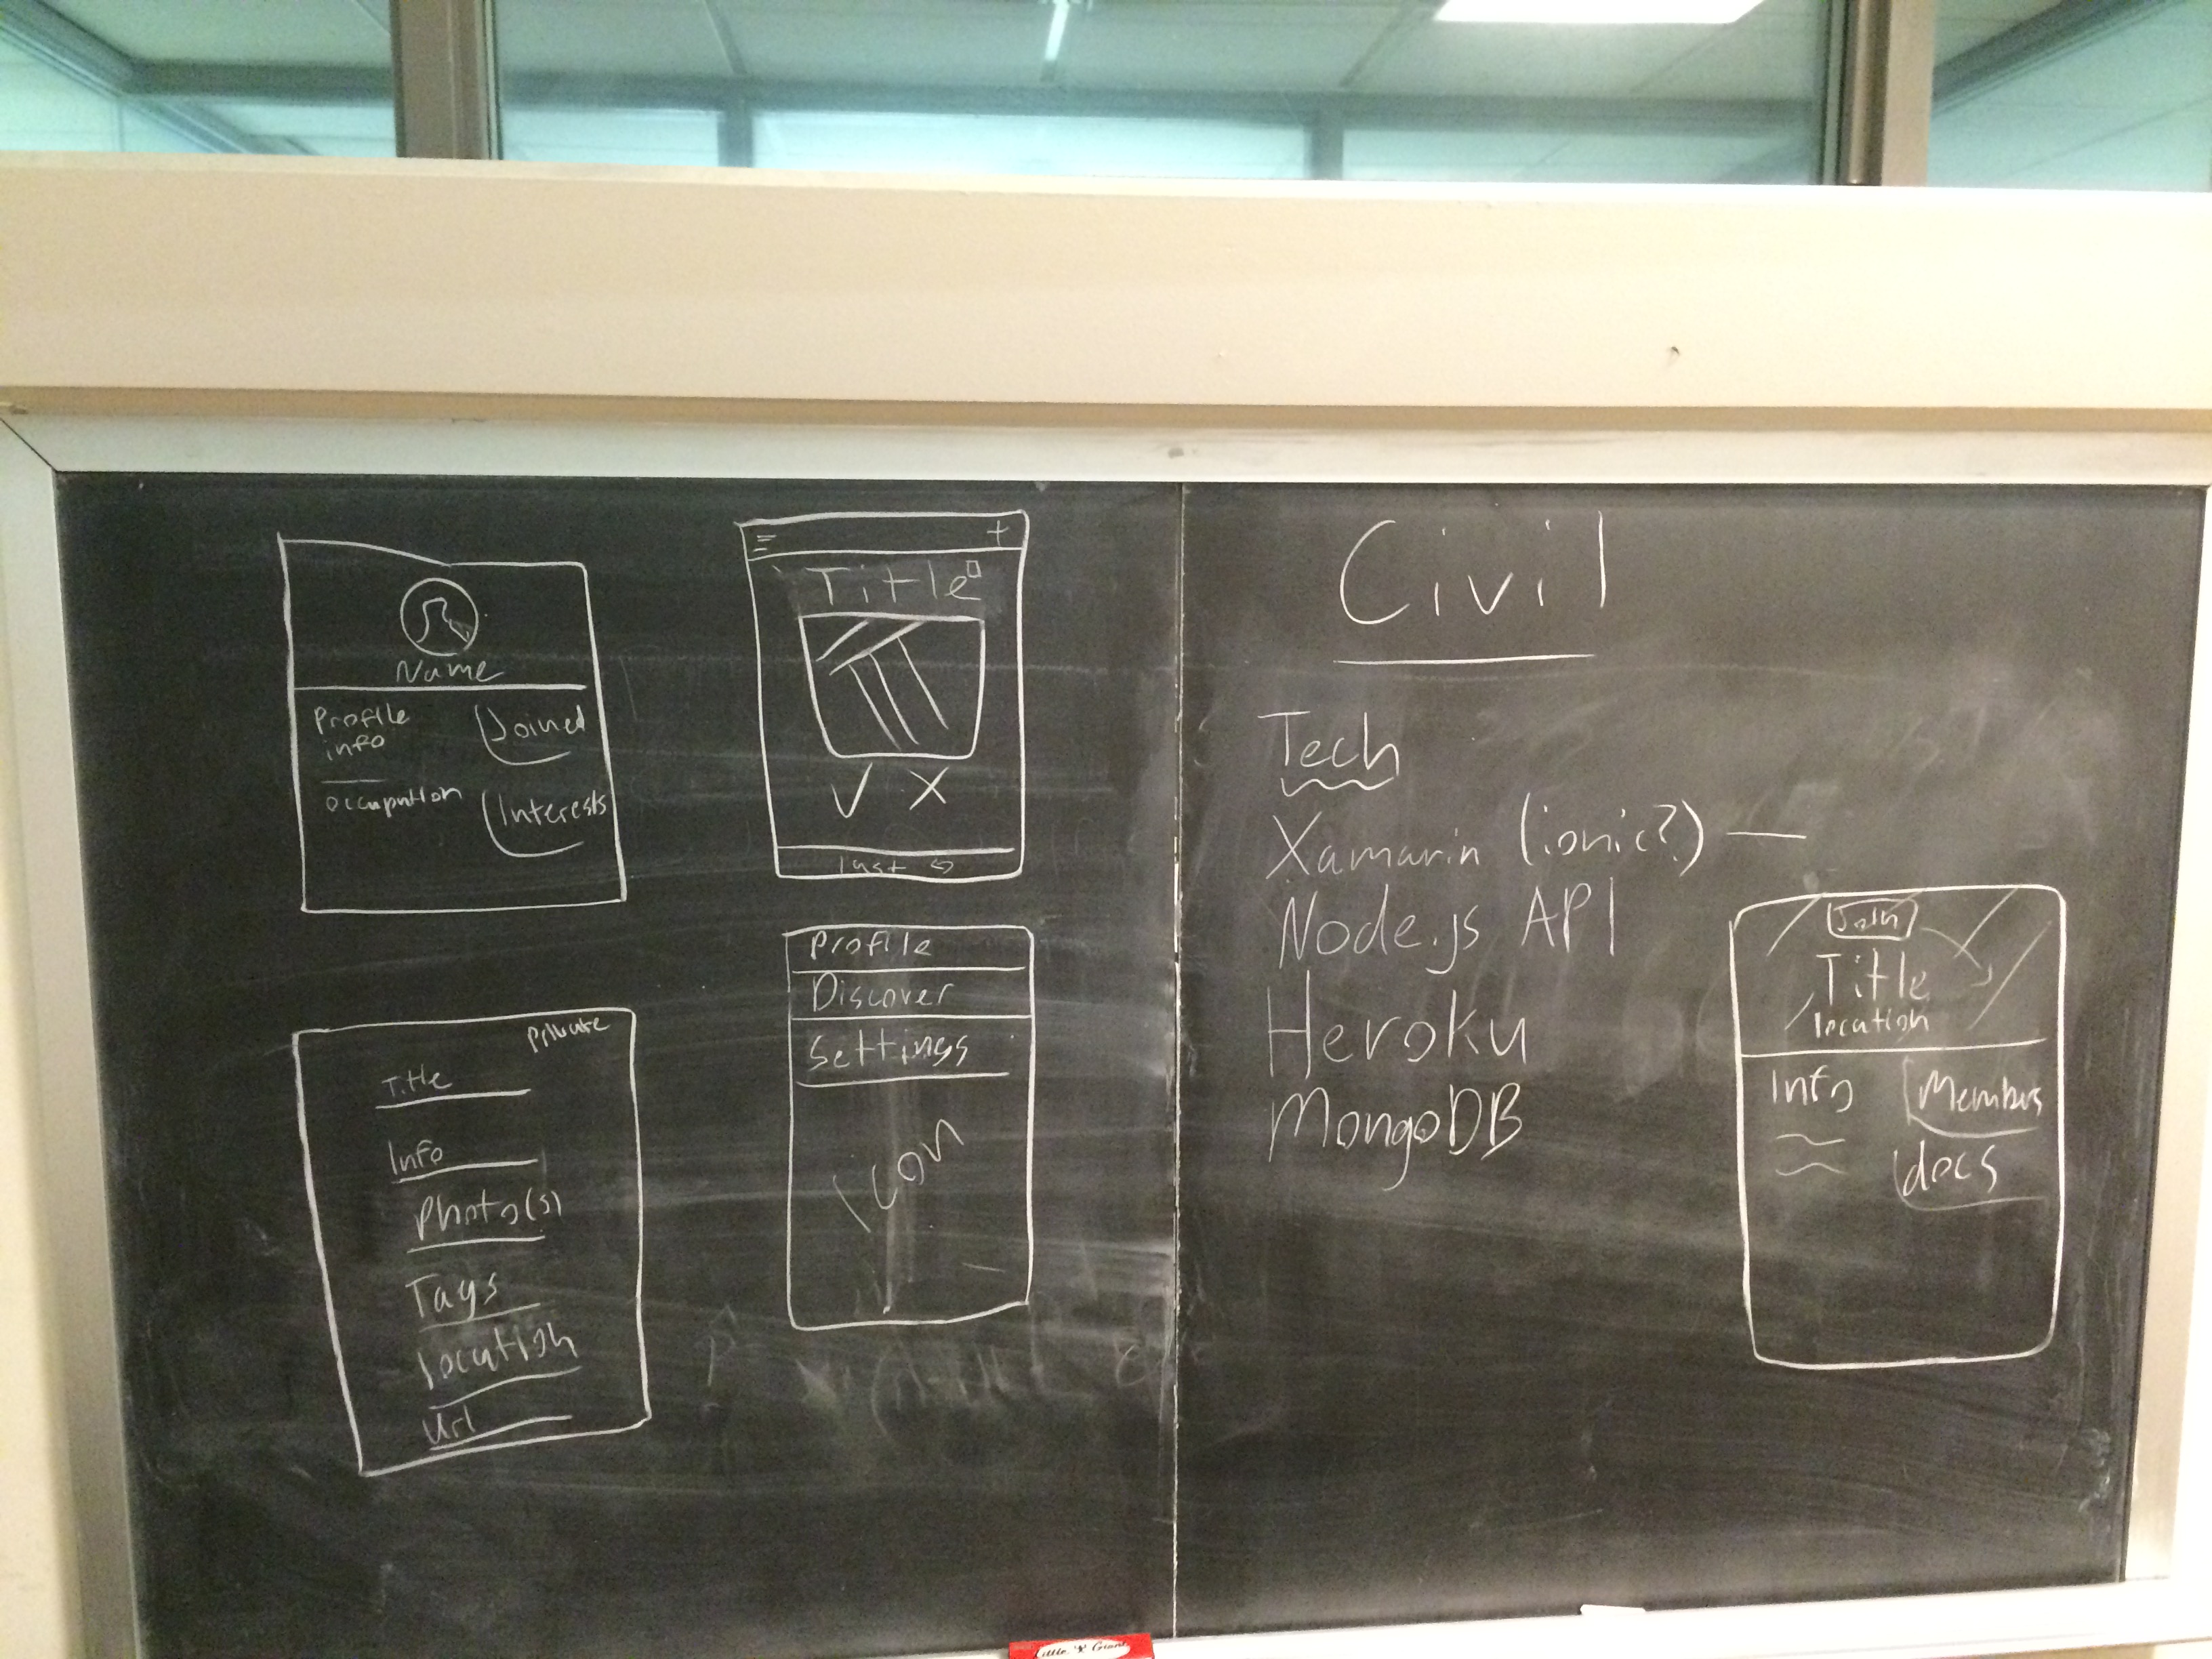 Name
Profile
info
Joined
occupation
Interests
+
Title
✓ X
last
Private
Title
Info
Photo(s)
Tags
location
Url
Profile
Discover
Settings
Icon
Civil
Tech
Xamarin (ionic?) —
Node.js API
Heroku
MongoDB
Join
Title
location
Info
Members
docs
Little Giant